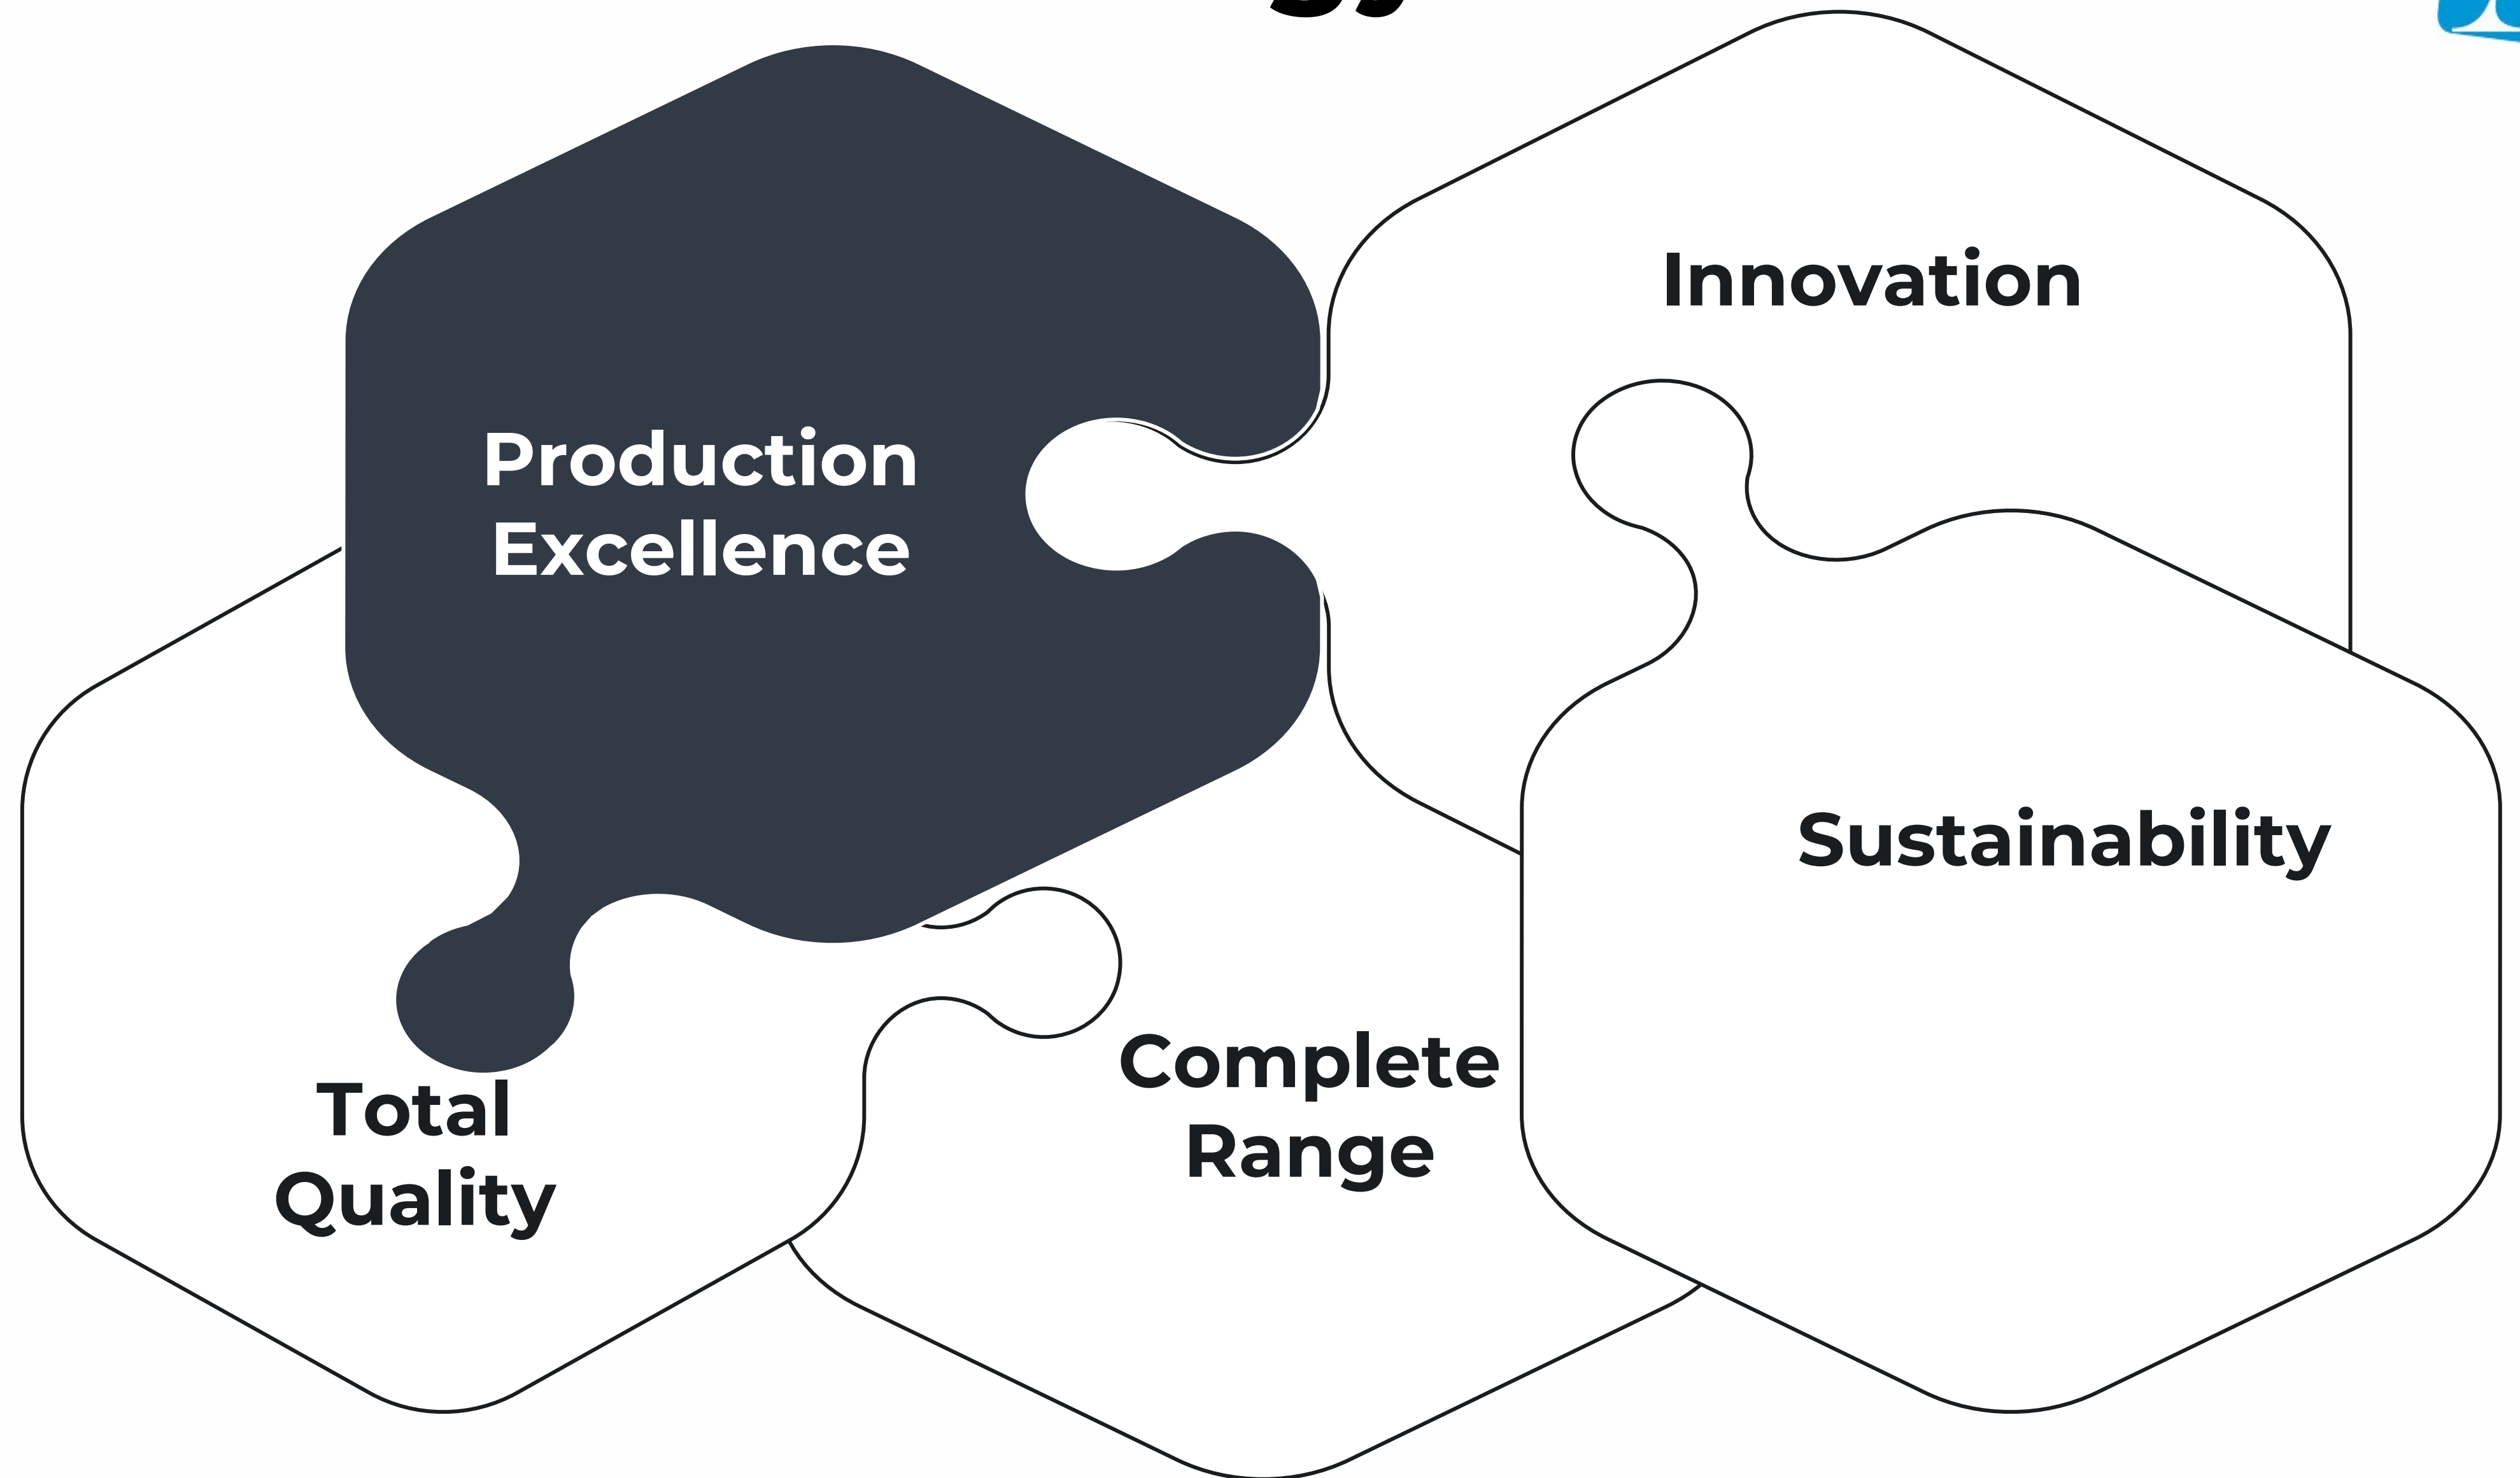 Innovation
Production
Excellence
Sustainability
Complete
Range
Total
Quality